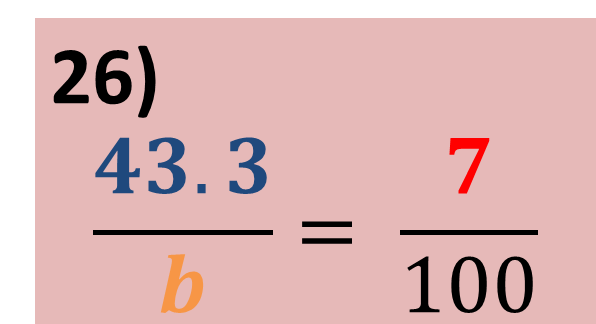 26)
43.3 / b = 7 / 100